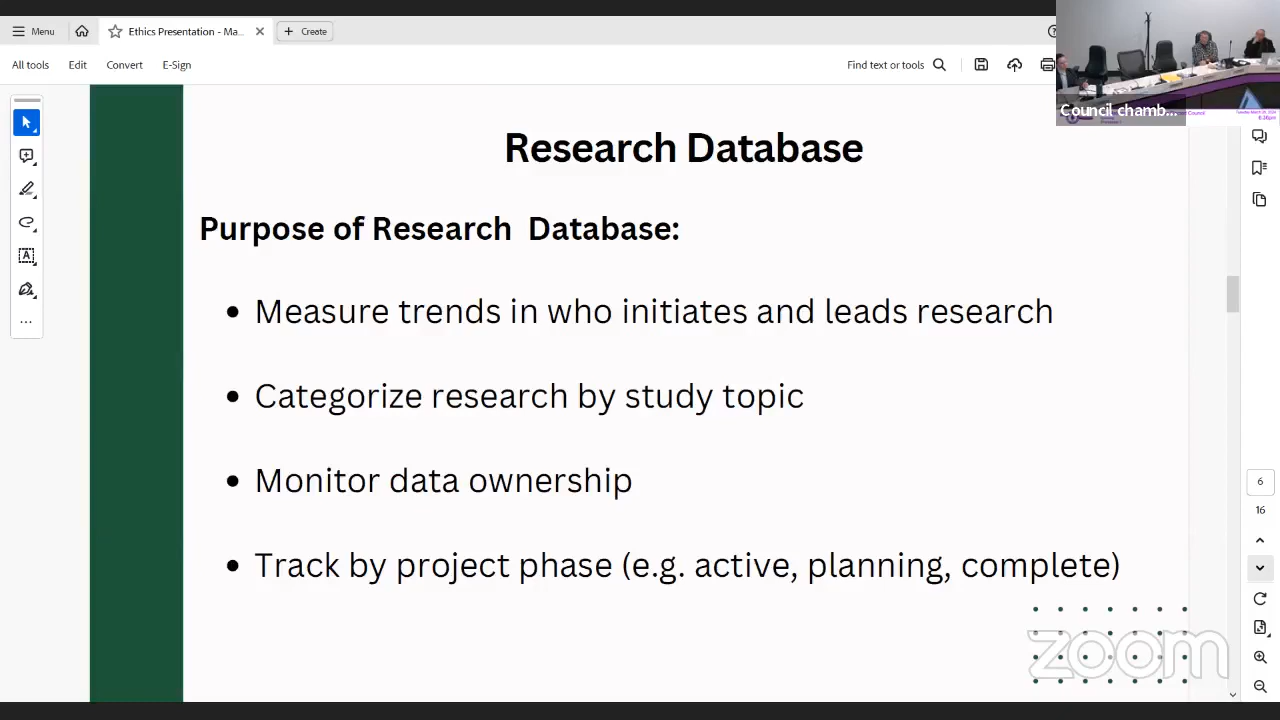 Menu
Ethics Presentation - Ma...
Create
All tools
Edit
Convert
E-Sign
Find text or tools
Council chamb...
Research Database
Purpose of Research Database:
• Measure trends in who initiates and leads research
• Categorize research by study topic
• Monitor data ownership
• Track by project phase (e.g. active, planning, complete)
6
16
zoom